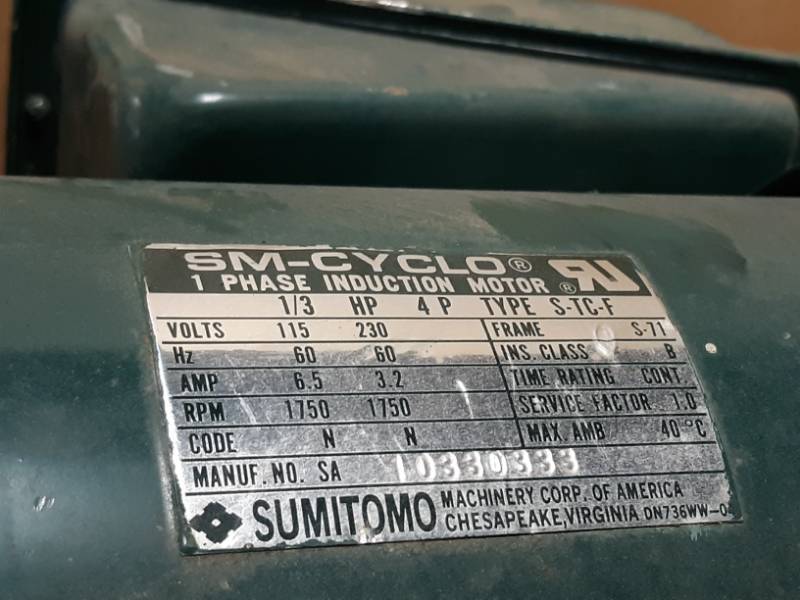 SM-CYCLO®
1 PHASE INDUCTION MOTOR ®
1/3 HP 4 P TYPE S-TC-F
VOLTS 115 230 FRAME S-71
Hz 60 60 INS. CLASS B
AMP 6.5 3.2 TIME RATING CONT.
RPM 1750 1750 SERVICE FACTOR 1.0
CODE N N MAX. AMB 40°C
MANUF. NO. SA 10330333
SUMITOMO MACHINERY CORP. OF AMERICA
CHESAPEAKE, VIRGINIA